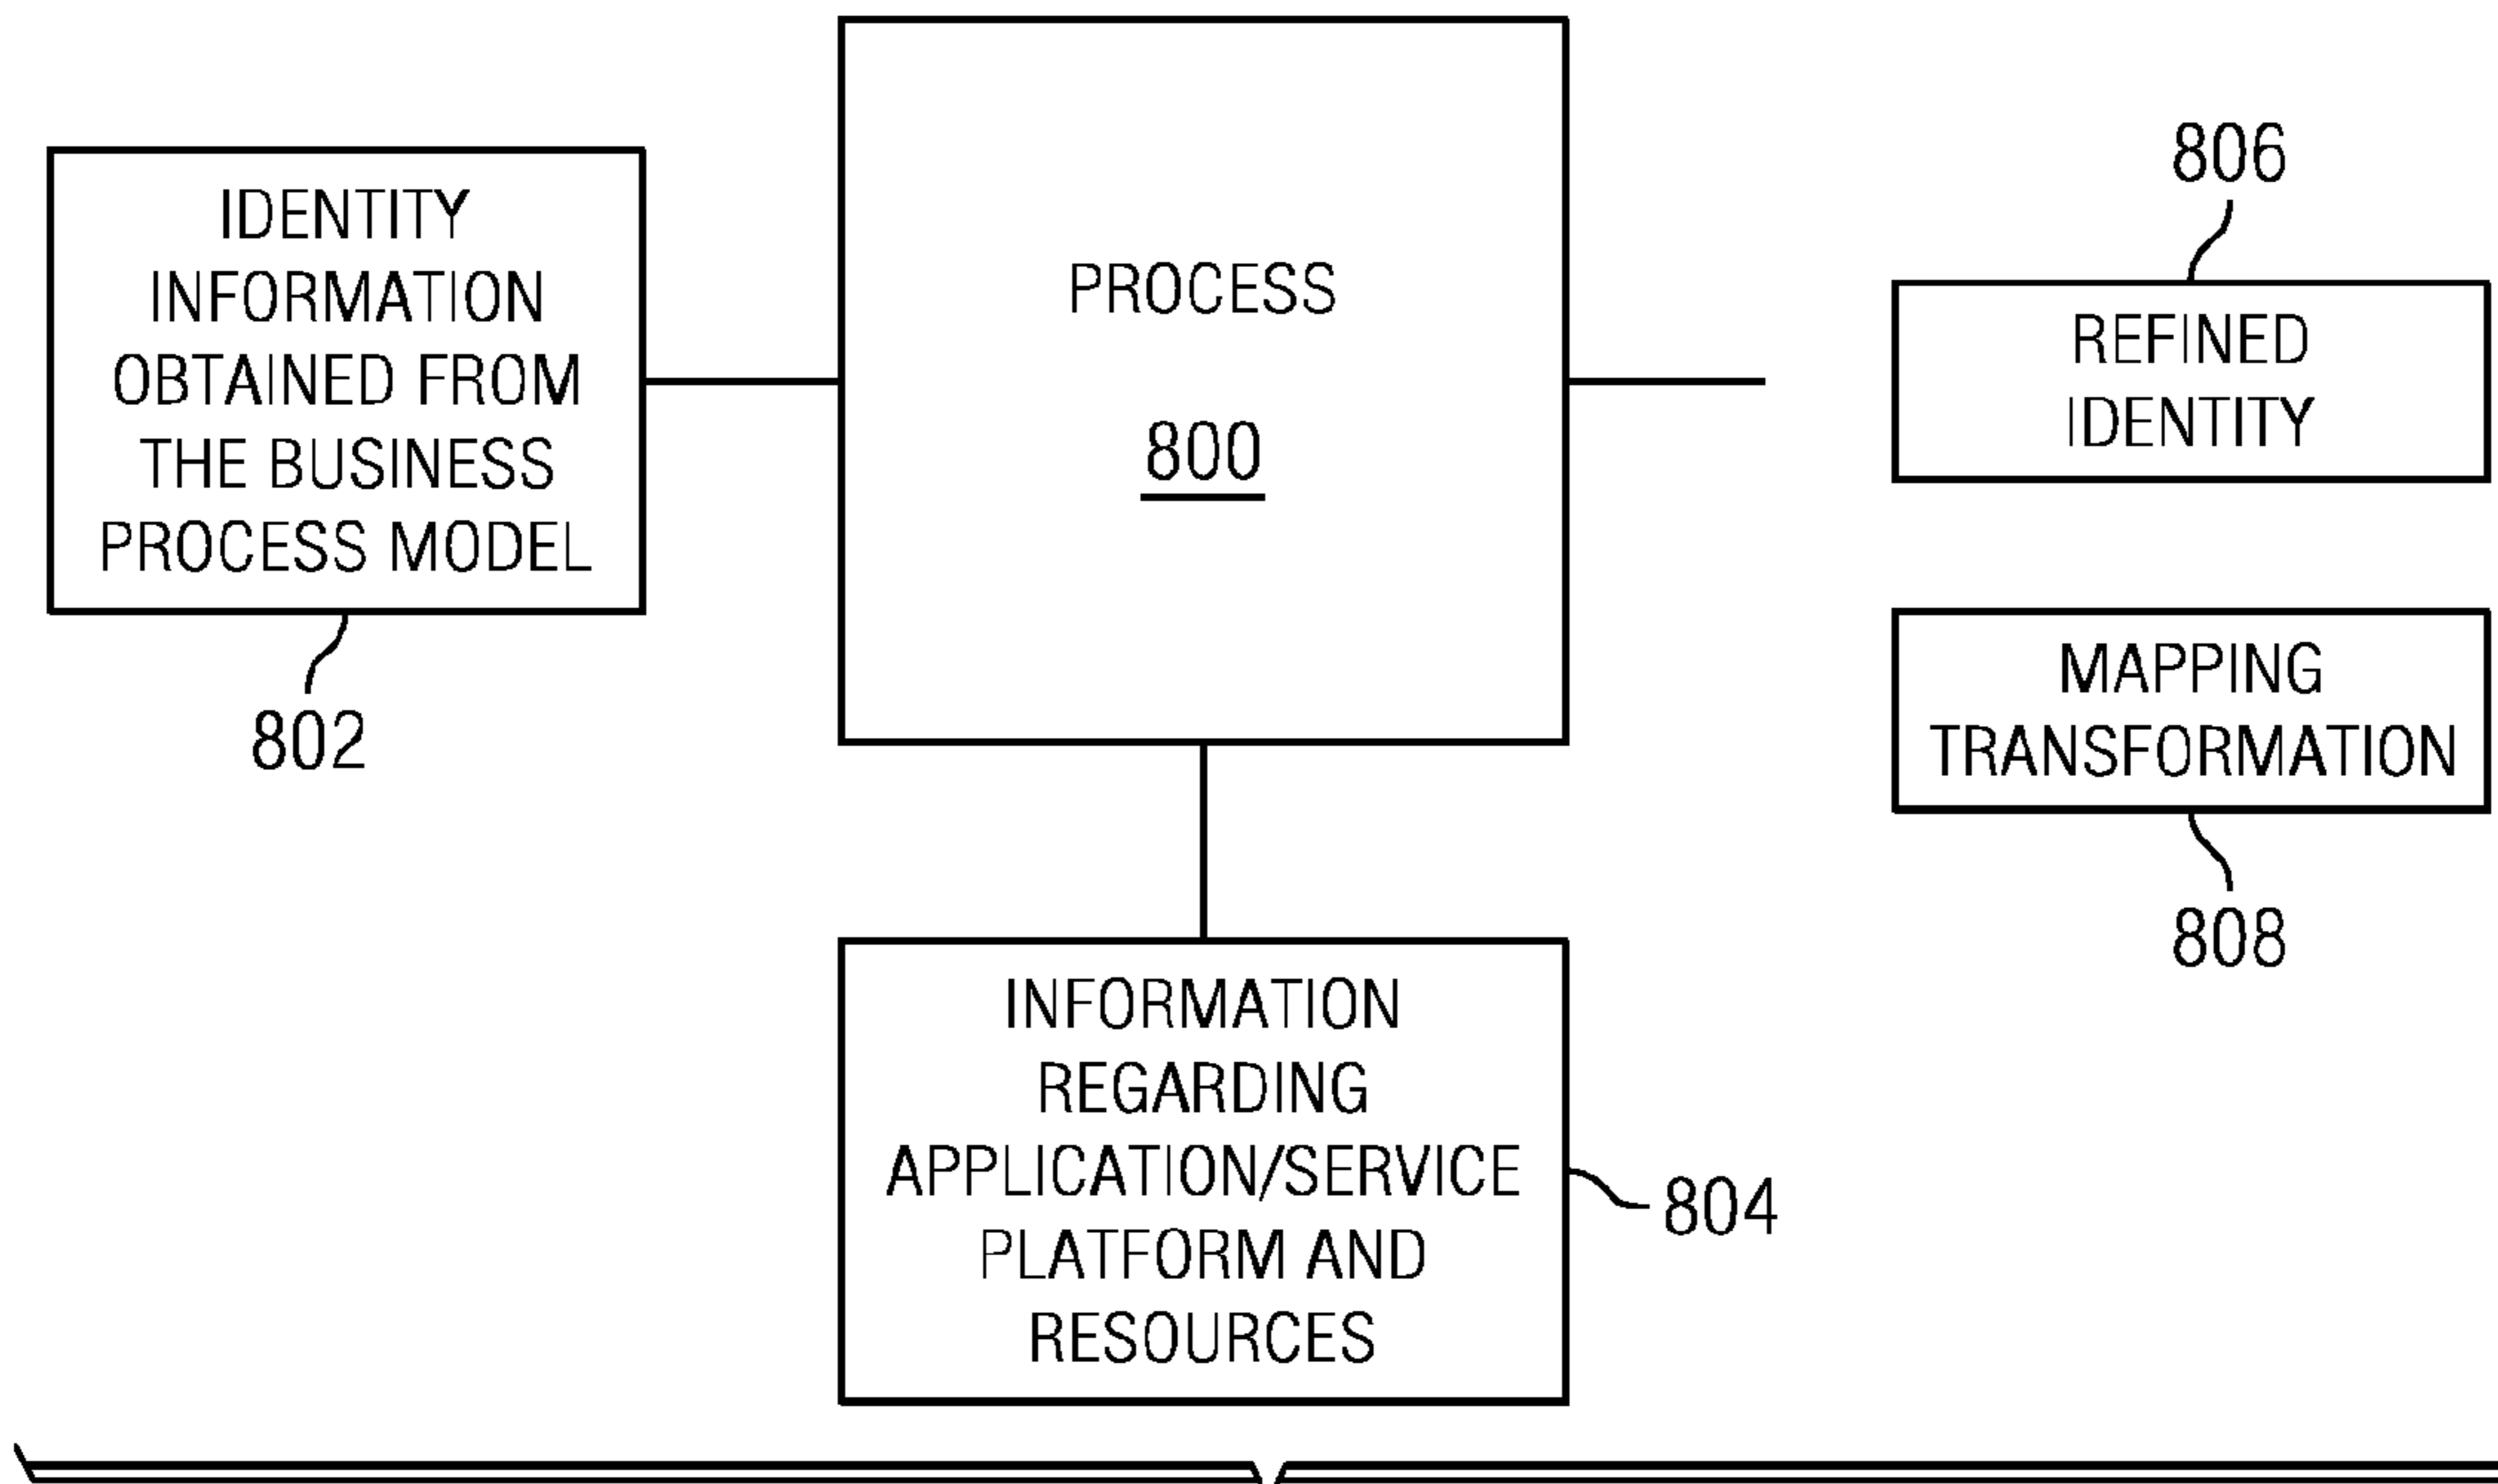 IDENTITY
INFORMATION
OBTAINED FROM
THE BUSINESS
PROCESS MODEL
802
PROCESS
800
806
REFINED
IDENTITY
MAPPING
TRANSFORMATION
808
INFORMATION
REGARDING
APPLICATION/SERVICE
PLATFORM AND
RESOURCES
804